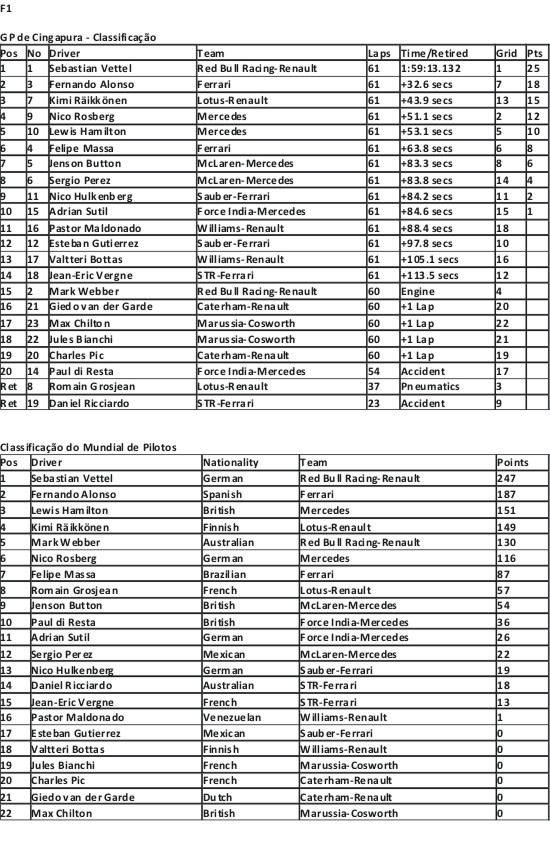 F1
GP de Cingapura - Classificação
Pos No Driver Team Laps Time/Retired Grid Pts
1 1 Sebastian Vettel Red Bull Racing-Renault 61 1:59:13.132 1 25
2 3 Fernando Alonso Ferrari 61 +32.6 secs 7 18
3 7 Kimi Räikkönen Lotus-Renault 61 +43.9 secs 13 15
4 9 Nico Rosberg Mercedes 61 +51.1 secs 2 12
5 10 Lewis Hamilton Mercedes 61 +53.1 secs 5 10
6 4 Felipe Massa Ferrari 61 +63.8 secs 6 8
7 5 Jenson Button McLaren-Mercedes 61 +83.3 secs 8 6
8 6 Sergio Perez McLaren-Mercedes 61 +83.8 secs 14 4
9 11 Nico Hulkenberg Sauber-Ferrari 61 +84.2 secs 11 2
10 15 Adrian Sutil Force India-Mercedes 61 +84.6 secs 15 1
11 16 Pastor Maldonado Williams-Renault 61 +88.4 secs 18
12 12 Esteban Gutierrez Sauber-Ferrari 61 +97.8 secs 10
13 17 Valtteri Bottas Williams-Renault 61 +105.1 secs 16
14 18 Jean-Eric Vergne STR-Ferrari 61 +113.5 secs 12
15 2 Mark Webber Red Bull Racing-Renault 60 Engine 4
16 21 Giedo van der Garde Caterham-Renault 60 +1 Lap 20
17 23 Max Chilton Marussia-Cosworth 60 +1 Lap 22
18 22 Jules Bianchi Marussia-Cosworth 60 +1 Lap 21
19 20 Charles Pic Caterham-Renault 60 +1 Lap 19
20 14 Paul di Resta Force India-Mercedes 54 Accident 17
Ret 8 Romain Grosjean Lotus-Renault 37 Pneumatics 3
Ret 19 Daniel Ricciardo STR-Ferrari 23 Accident 9
Classificação do Mundial de Pilotos
Pos Driver Nationality Team Points
1 Sebastian Vettel German Red Bull Racing-Renault 247
2 Fernando Alonso Spanish Ferrari 187
3 Lewis Hamilton British Mercedes 151
4 Kimi Räikkönen Finnish Lotus-Renault 149
5 Mark Webber Australian Red Bull Racing-Renault 130
6 Nico Rosberg German Mercedes 116
7 Felipe Massa Brazilian Ferrari 87
8 Romain Grosjean French Lotus-Renault 57
9 Jenson Button British McLaren-Mercedes 54
10 Paul di Resta British Force India-Mercedes 36
11 Adrian Sutil German Force India-Mercedes 26
12 Sergio Perez Mexican McLaren-Mercedes 22
13 Nico Hulkenberg German Sauber-Ferrari 19
14 Daniel Ricciardo Australian STR-Ferrari 18
15 Jean-Eric Vergne French STR-Ferrari 13
16 Pastor Maldonado Venezuelan Williams-Renault 1
17 Esteban Gutierrez Mexican Sauber-Ferrari 0
18 Valtteri Bottas Finnish Williams-Renault 0
19 Jules Bianchi French Marussia-Cosworth 0
20 Charles Pic French Caterham-Renault 0
21 Giedo van der Garde Dutch Caterham-Renault 0
22 Max Chilton British Marussia-Cosworth 0